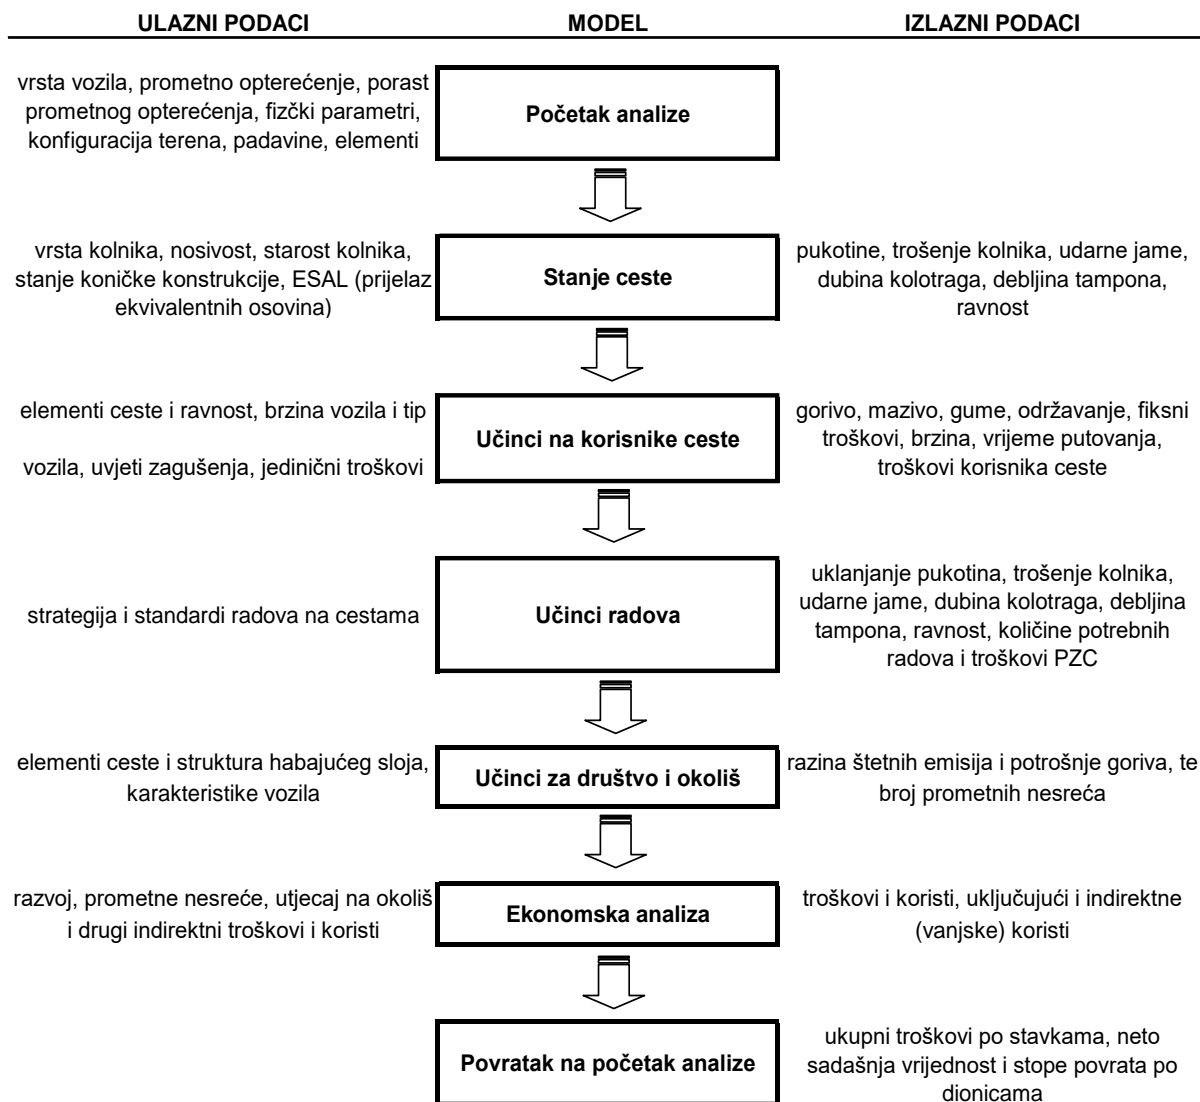 ULAZNI PODACI
MODEL
IZLAZNI PODACI
vrsta vozila, prometno opterećenje, porast
prometnog opterećenja, fizčki parametri,
konfiguracija terena, padavine, elementi
Početak analize
vrsta kolnika, nosivost, starost kolnika,
stanje koničke konstrukcije, ESAL (prijelaz
ekvivalentnih osovina)
Stanje ceste
pukotine, trošenje kolnika, udarne jame,
dubina kolotraga, debljina tampona,
ravnost
elementi ceste i ravnost, brzina vozila i tip
vozila, uvjeti zagušenja, jedinični troškovi
Učinci na korisnike ceste
gorivo, mazivo, gume, održavanje, fiksni
troškovi, brzina, vrijeme putovanja,
troškovi korisnika ceste
strategija i standardi radova na cestama
Učinci radova
uklanjanje pukotina, trošenje kolnika,
udarne jame, dubina kolotraga, debljina
tampona, ravnost, količine potrebnih
radova i troškovi PZC
elementi ceste i struktura habajućeg sloja,
karakteristike vozila
Učinci za društvo i okoliš
razina štetnih emisija i potrošnje goriva, te
broj prometnih nesreća
razvoj, prometne nesreće, utjecaj na okoliš
i drugi indirektni troškovi i koristi
Ekonomska analiza
troškovi i koristi, uključujući i indirektne
(vanjske) koristi
Povratak na početak analize
ukupni troškovi po stavkama, neto
sadašnja vrijednost i stope povrata po
dionicama